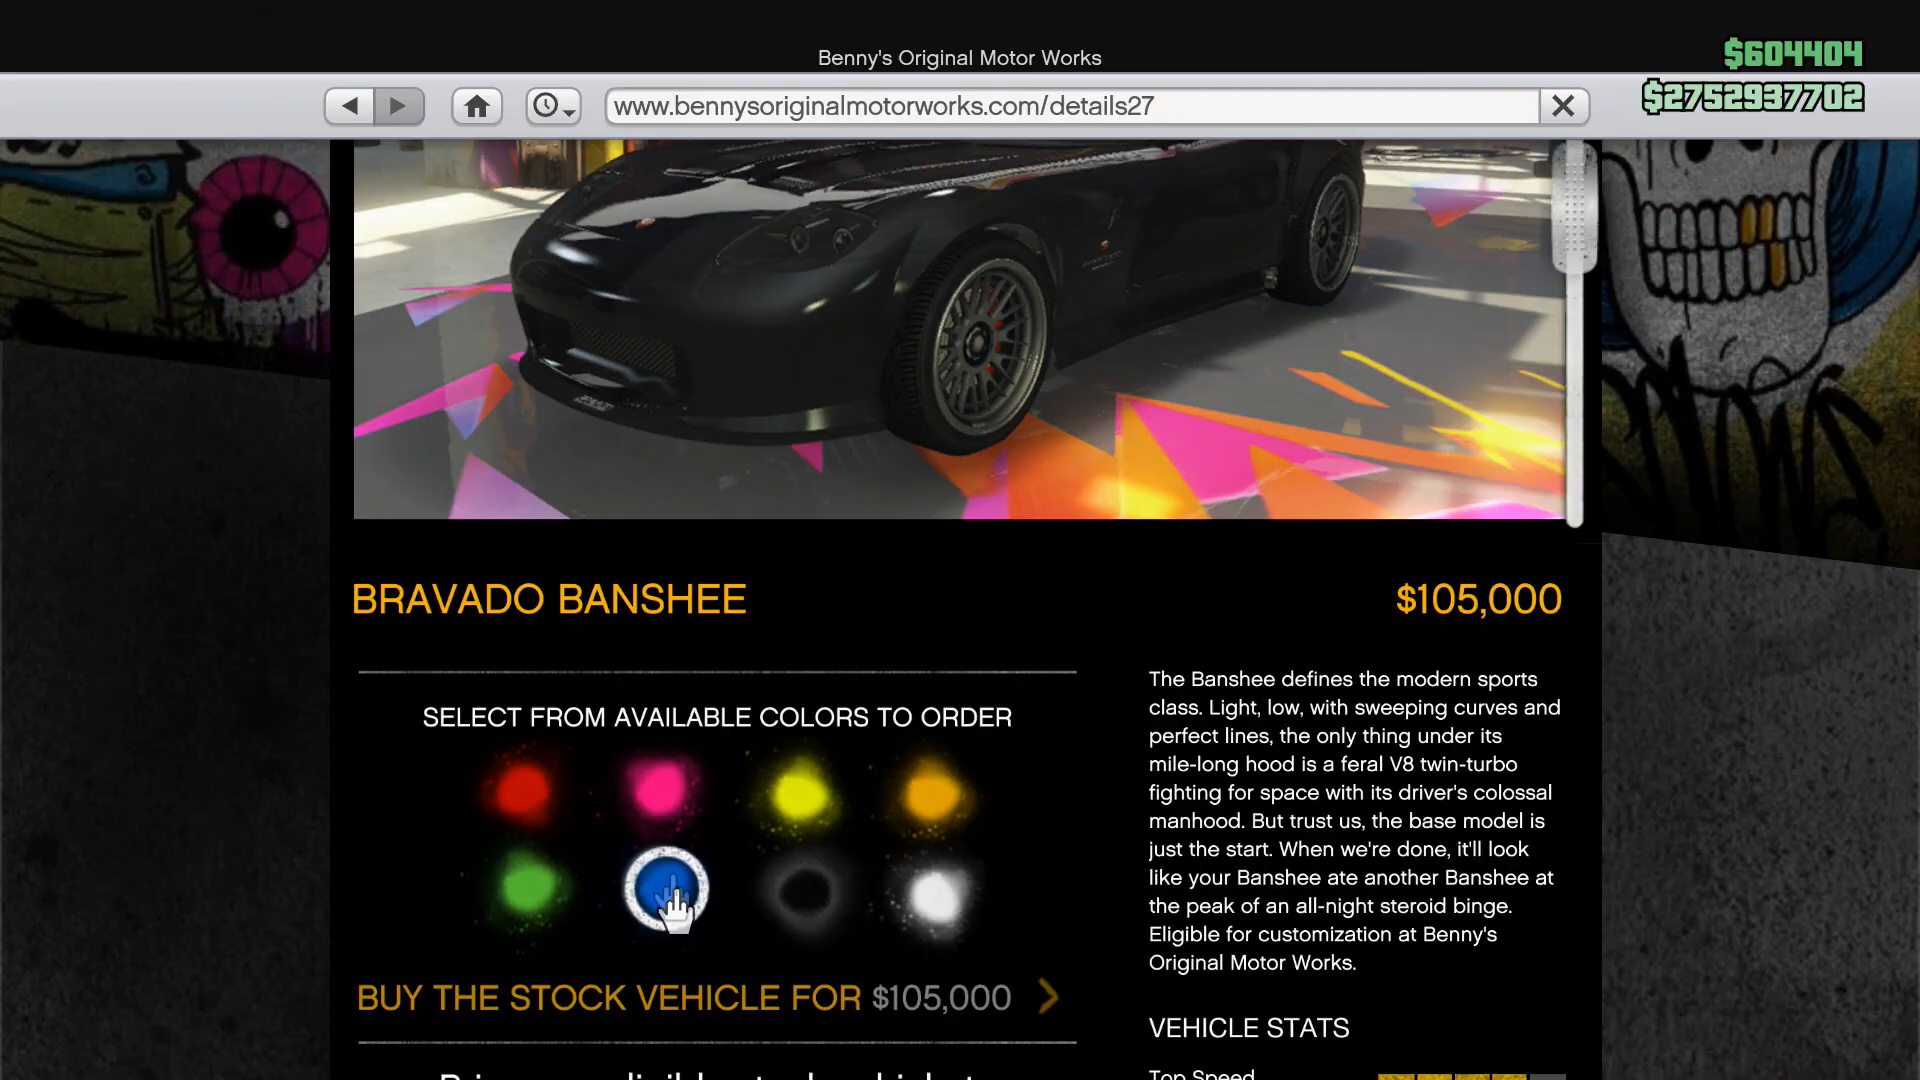 Benny's Original Motor Works
$604404
$2752937702
www.bennysoriginalmotorworks.com/details27
BRAVADO BANSHEE
$105,000
SELECT FROM AVAILABLE COLORS TO ORDER
BUY THE STOCK VEHICLE FOR $105,000
The Banshee defines the modern sports
class. Light, low, with sweeping curves and
perfect lines, the only thing under its
mile-long hood is a feral V8 twin-turbo
fighting for space with its driver's colossal
manhood. But trust us, the base model is
just the start. When we're done, it'll look
like your Banshee ate another Banshee at
the peak of an all-night steroid binge.
Eligible for customization at Benny's
Original Motor Works.
VEHICLE STATS
Top Speed